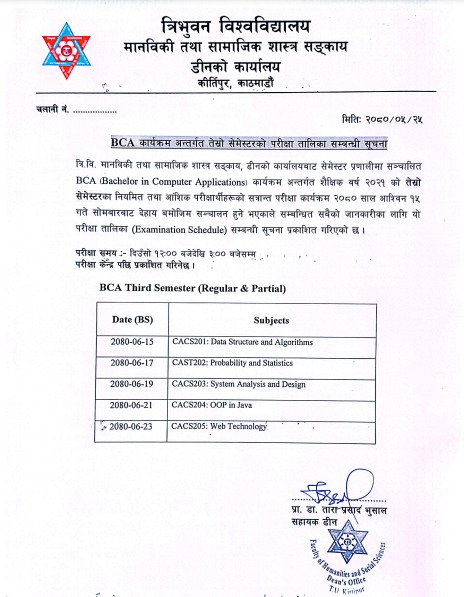 त्रिभुवन विश्वविद्यालय
मानविकी तथा सामाजिक शास्त्र सङ्काय
डीनको कार्यालय
कीर्तिपुर, काठमाडौं
चलानी नं. ..................
मितिः २०८०/०५/२५
BCA कार्यक्रम अन्तर्गत तेस्रो सेमेस्टरको परीक्षा तालिका सम्बन्धी सूचना
त्रि.वि. मानविकी तथा सामाजिक शास्त्र सङ्काय, डीनको कार्यालयबाट सेमेस्टर प्रणालीमा सञ्चालित
BCA (Bachelor in Computer Applications) कार्यक्रम अन्तर्गत शैक्षिक वर्ष २०२१ को तेस्रो
सेमेस्टरका नियमित तथा आंशिक परीक्षार्थीहरुको सत्रान्त परीक्षा कार्यक्रम २०८० साल आश्विन १५
गते सोमबारबाट देहाय बमोजिम सञ्चालन हुने भएकाले सम्बन्धित सबैको जानकारीका लागि यो
परीक्षा तालिका (Examination Schedule) सम्बन्धी सूचना प्रकाशित गरिएको छ ।
परीक्षा समय :- दिउँसो १२:०० बजेदेखि ३:०० बजेसम्म
परीक्षा केन्द्र पछि प्रकाशित गरिनेछ ।
BCA Third Semester (Regular & Partial)
Date (BS) Subjects
2080-06-15 CACS201: Data Structure and Algorithms
2080-06-17 CAST202: Probability and Statistics
2080-06-19 CACS203: System Analysis and Design
2080-06-21 CACS204: OOP in Java
2080-06-23 CACS205: Web Technology
प्रा. डा. तारा प्रसाद भुसाल
सहायक डीन
Faculty of Humanities and Social Sciences
Dean's Office
T.U. Kirtipur